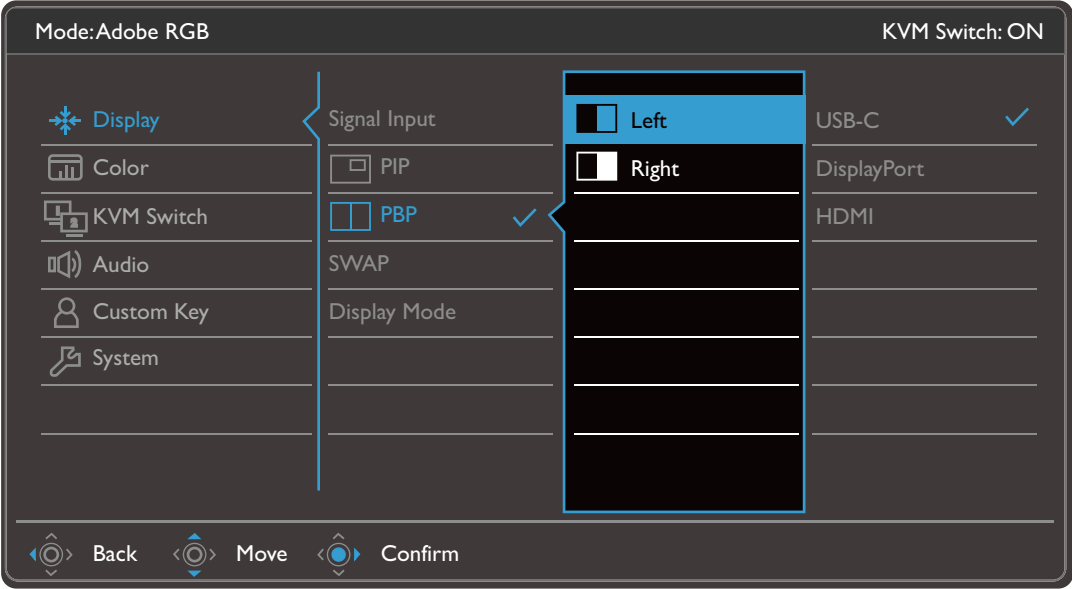 Mode: Adobe RGB
KVM Switch: ON
Display
Color
KVM Switch
Audio
Custom Key
System
Signal Input
PIP
PBP
SWAP
Display Mode
Left
Right
USB-C
DisplayPort
HDMI
Back
Move
Confirm